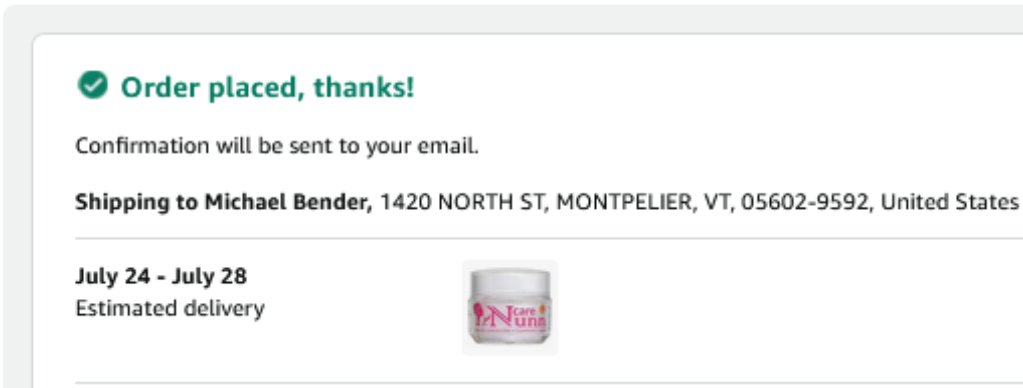 Order placed, thanks!
Confirmation will be sent to your email.
Shipping to Michael Bender, 1420 NORTH ST, MONTPELIER, VT, 05602-9592, United States
July 24 - July 28
Estimated delivery
care
Nunn